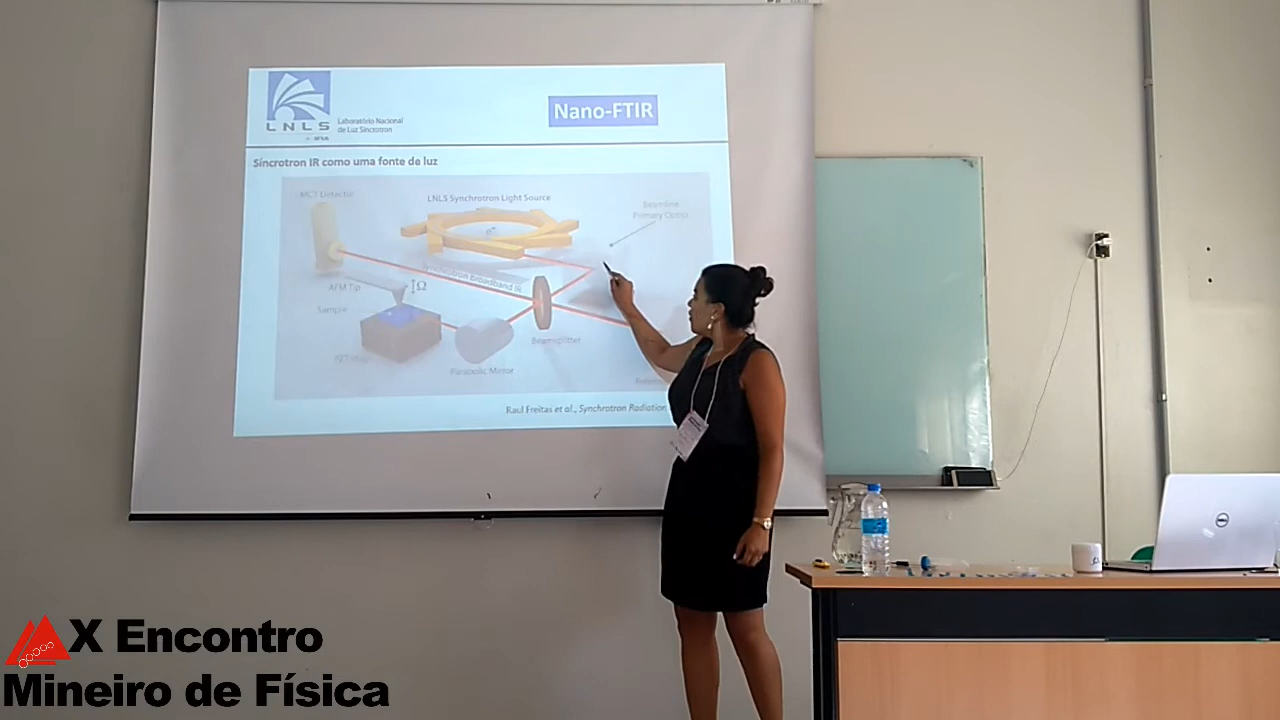 LNLS
Laboratório Nacional
de Luz Síncrotron
Nano-FTIR
Síncrotron IR como uma fonte de luz
MCT Detector
LNLS Synchrotron Light Source
Beamline
Primary Optics
e⁻
Synchrotron Broadband IR
AFM Tip
Ω
Sample
Beamsplitter
Parabolic Mirror
Raul Freitas et al., Synchrotron Radiation
DELL
X Encontro
Mineiro de Física